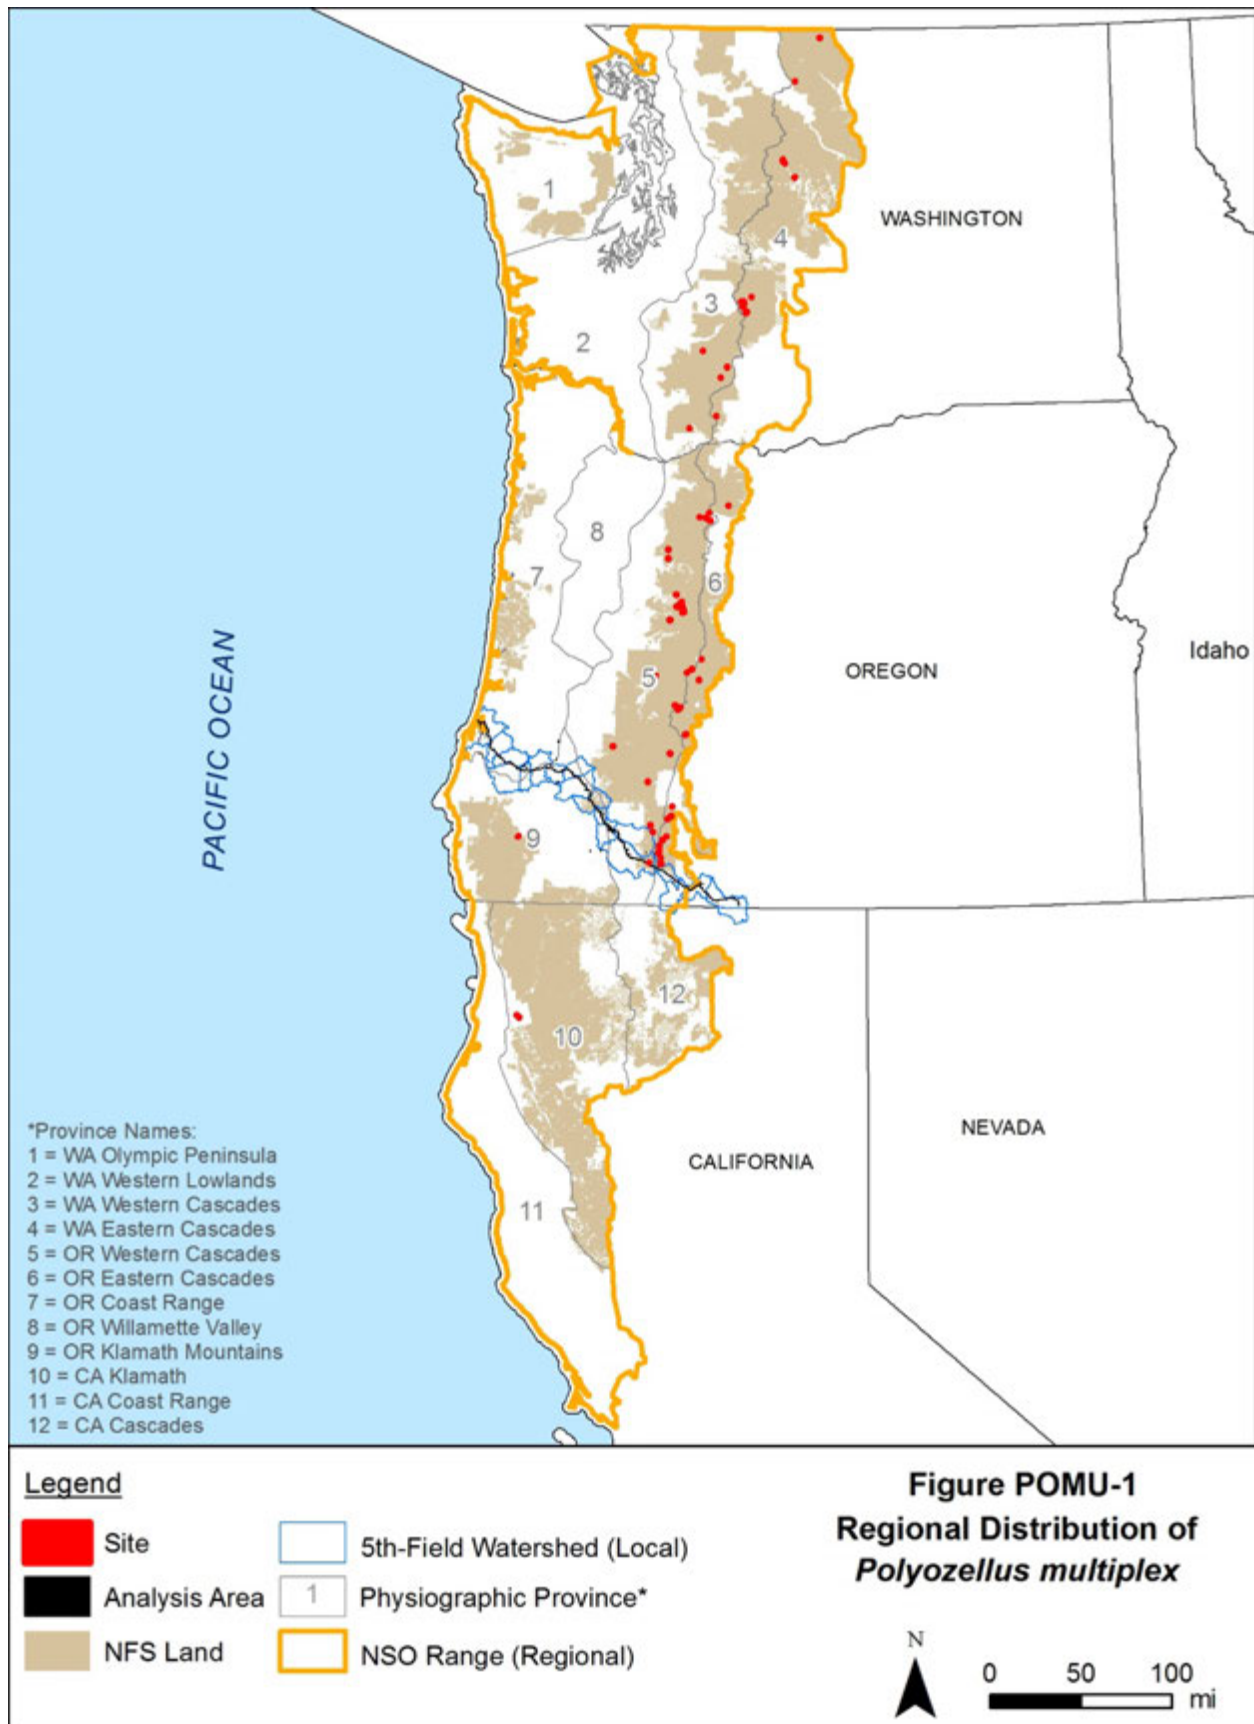 WASHINGTON
1
4
3
2
8
7
6
PACIFIC OCEAN
OREGON
Idaho
5
9
12
10
NEVADA
CALIFORNIA
11
*Province Names:
1 = WA Olympic Peninsula
2 = WA Western Lowlands
3 = WA Western Cascades
4 = WA Eastern Cascades
5 = OR Western Cascades
6 = OR Eastern Cascades
7 = OR Coast Range
8 = OR Willamette Valley
9 = OR Klamath Mountains
10 = CA Klamath
11 = CA Coast Range
12 = CA Cascades
Legend
Site
Analysis Area
NFS Land
5th-Field Watershed (Local)
1 Physiographic Province*
NSO Range (Regional)
Figure POMU-1
Regional Distribution of
Polyozellus multiplex
N
0 50 100
mi